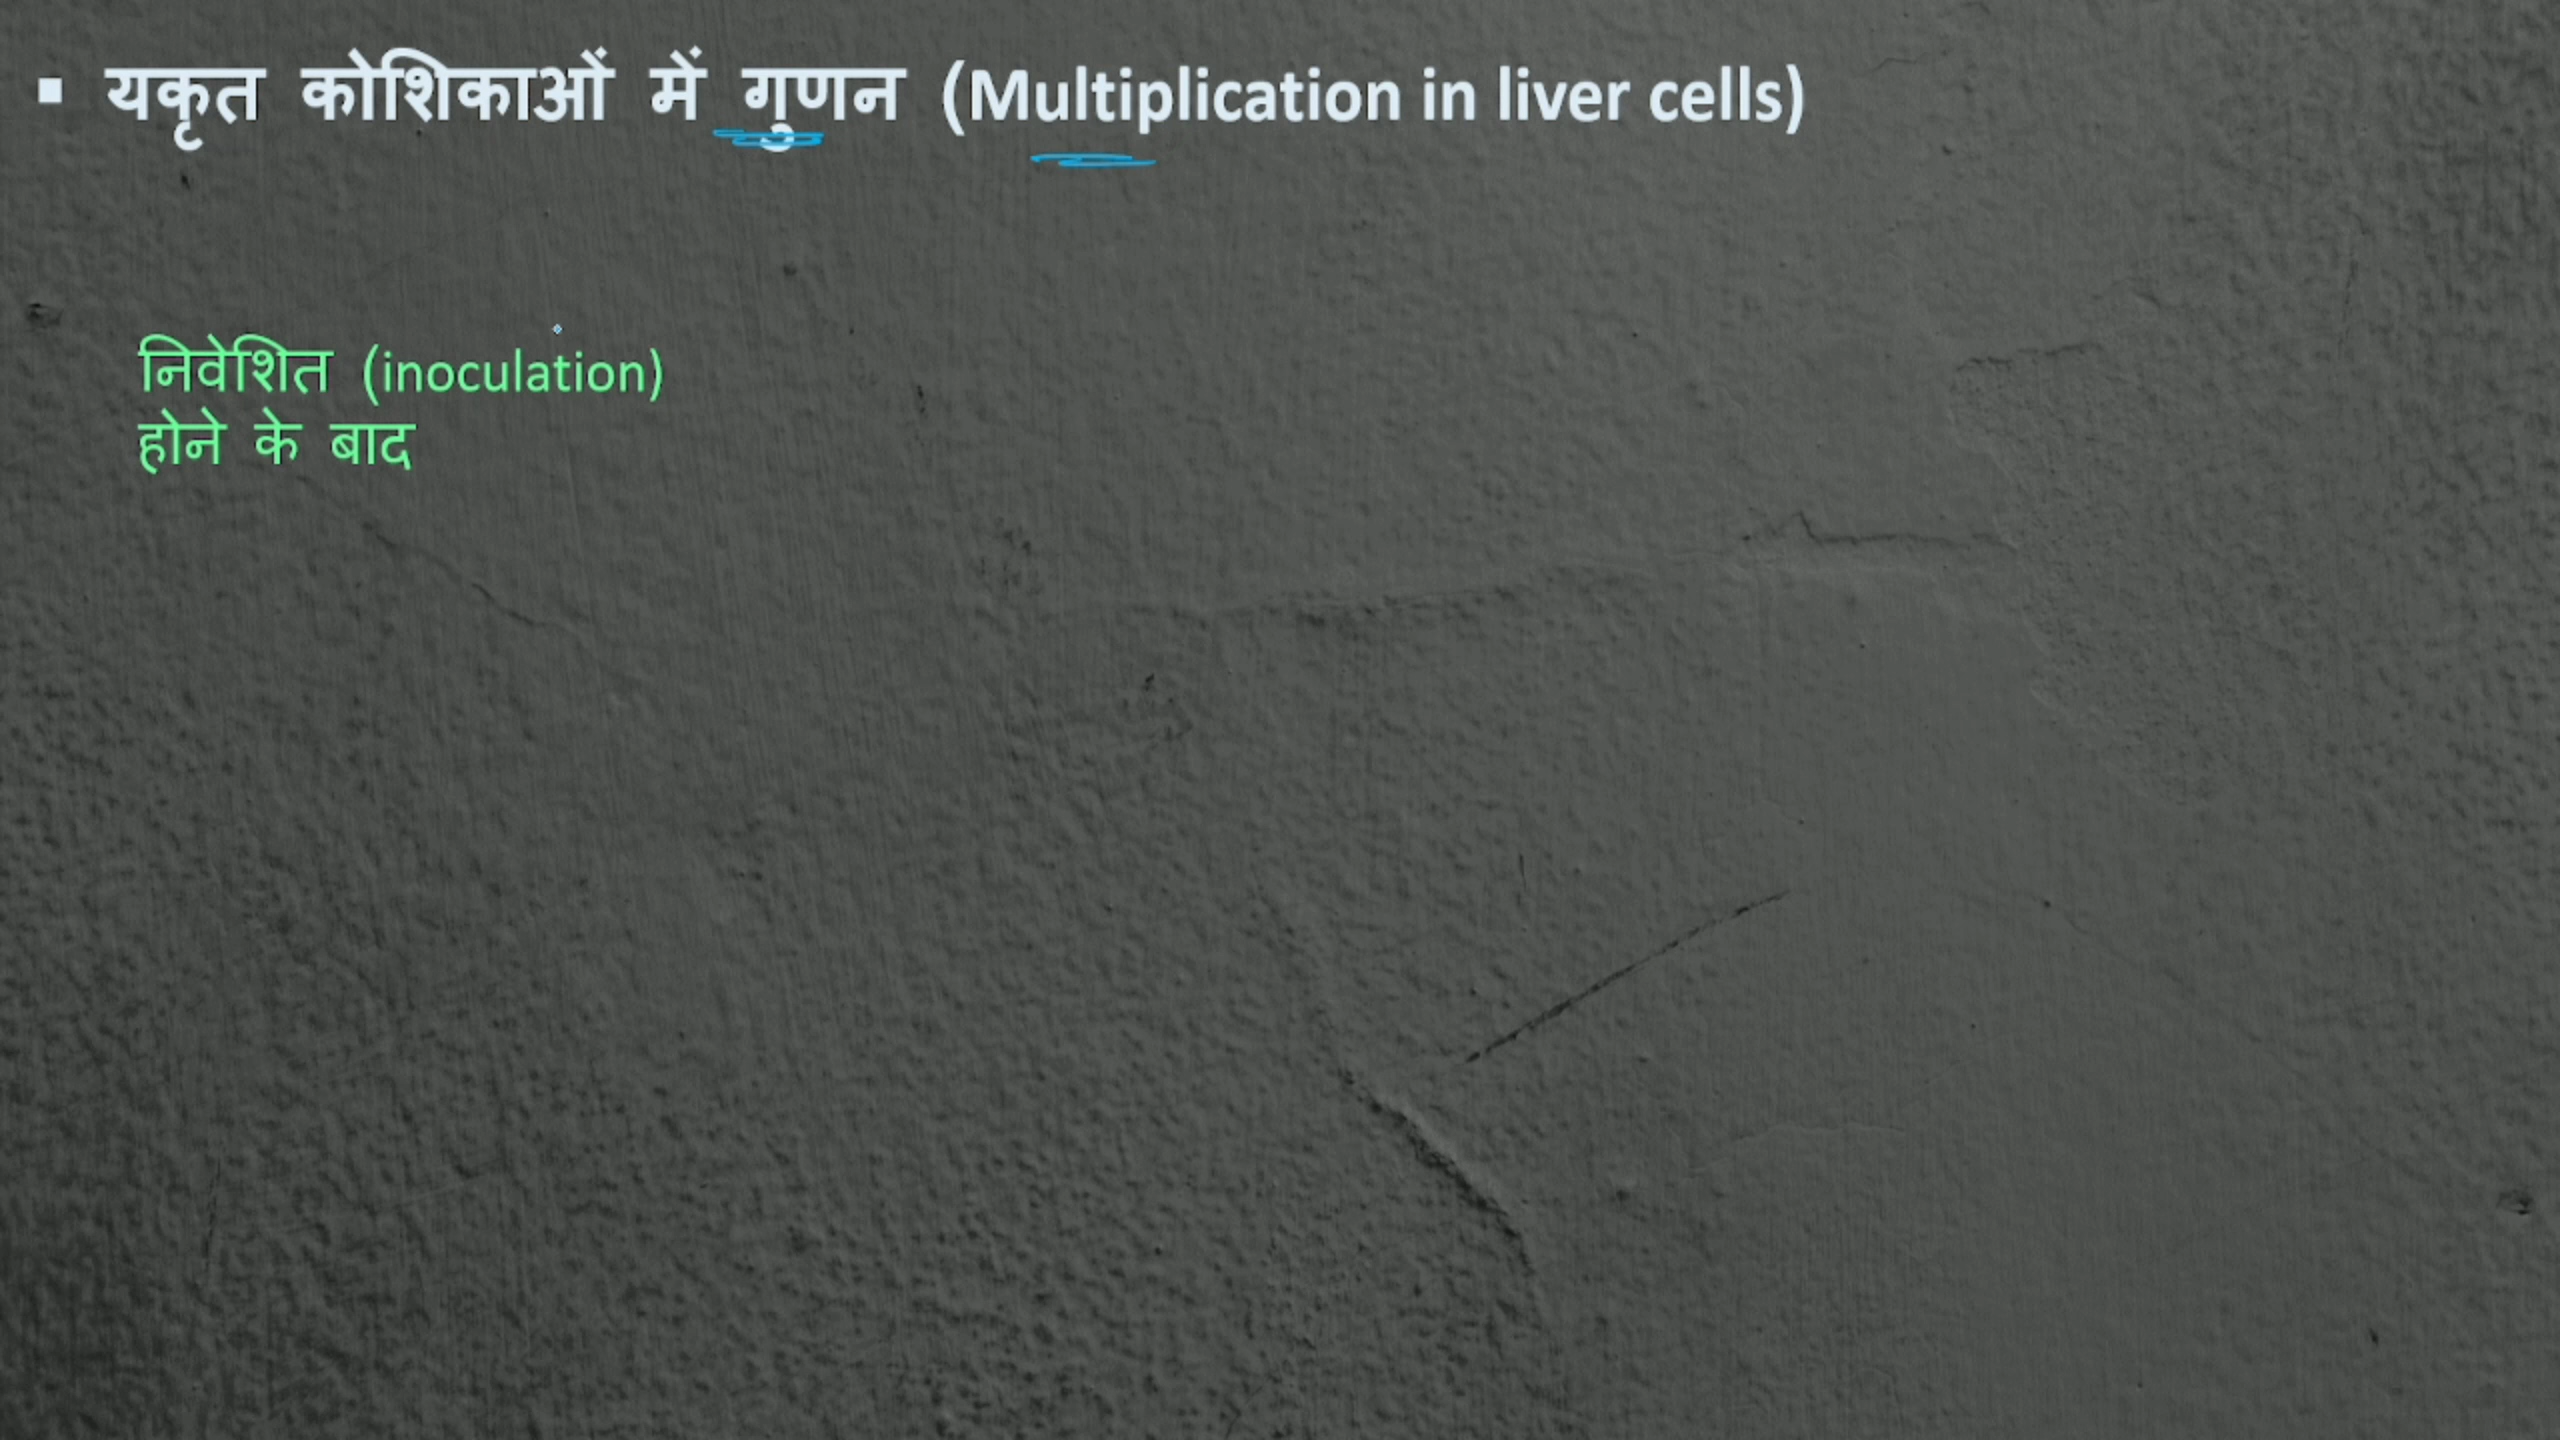 ▪ यकृत कोशिकाओं में गुणन (Multiplication in liver cells)
निवेशित (inoculation)
होने के बाद